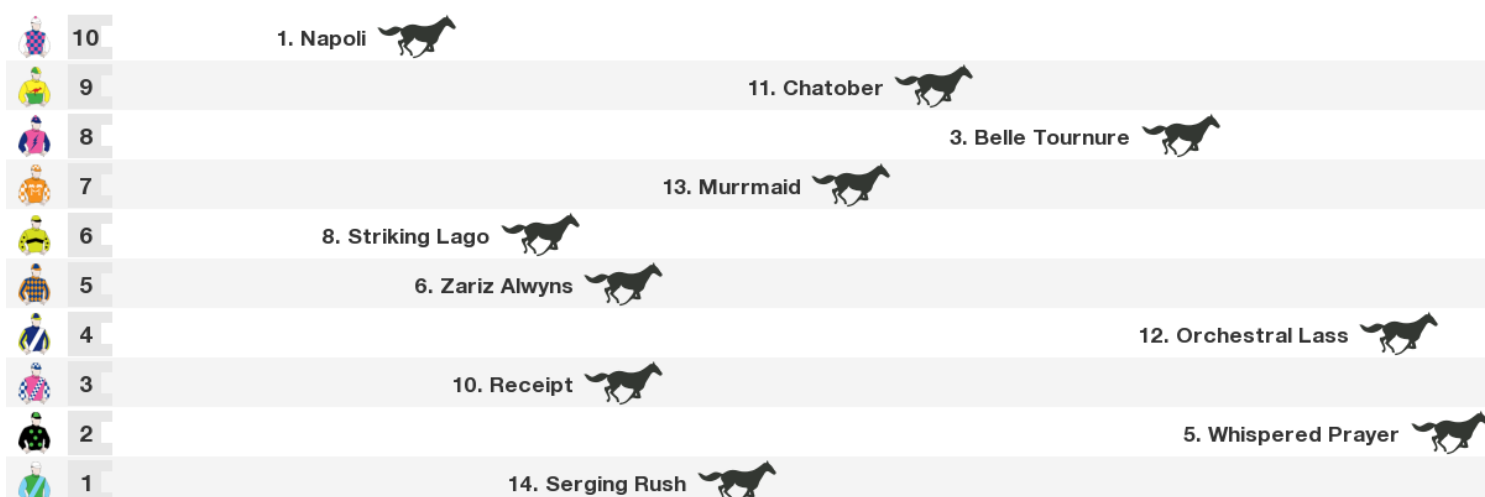 10 1. Napoli
9 11. Chatober
8 3. Belle Tournure
7 13. Murrmaid
6 8. Striking Lago
5 6. Zariz Alwyns
4 12. Orchestral Lass
3 10. Receipt
2 5. Whispered Prayer
1 14. Serging Rush